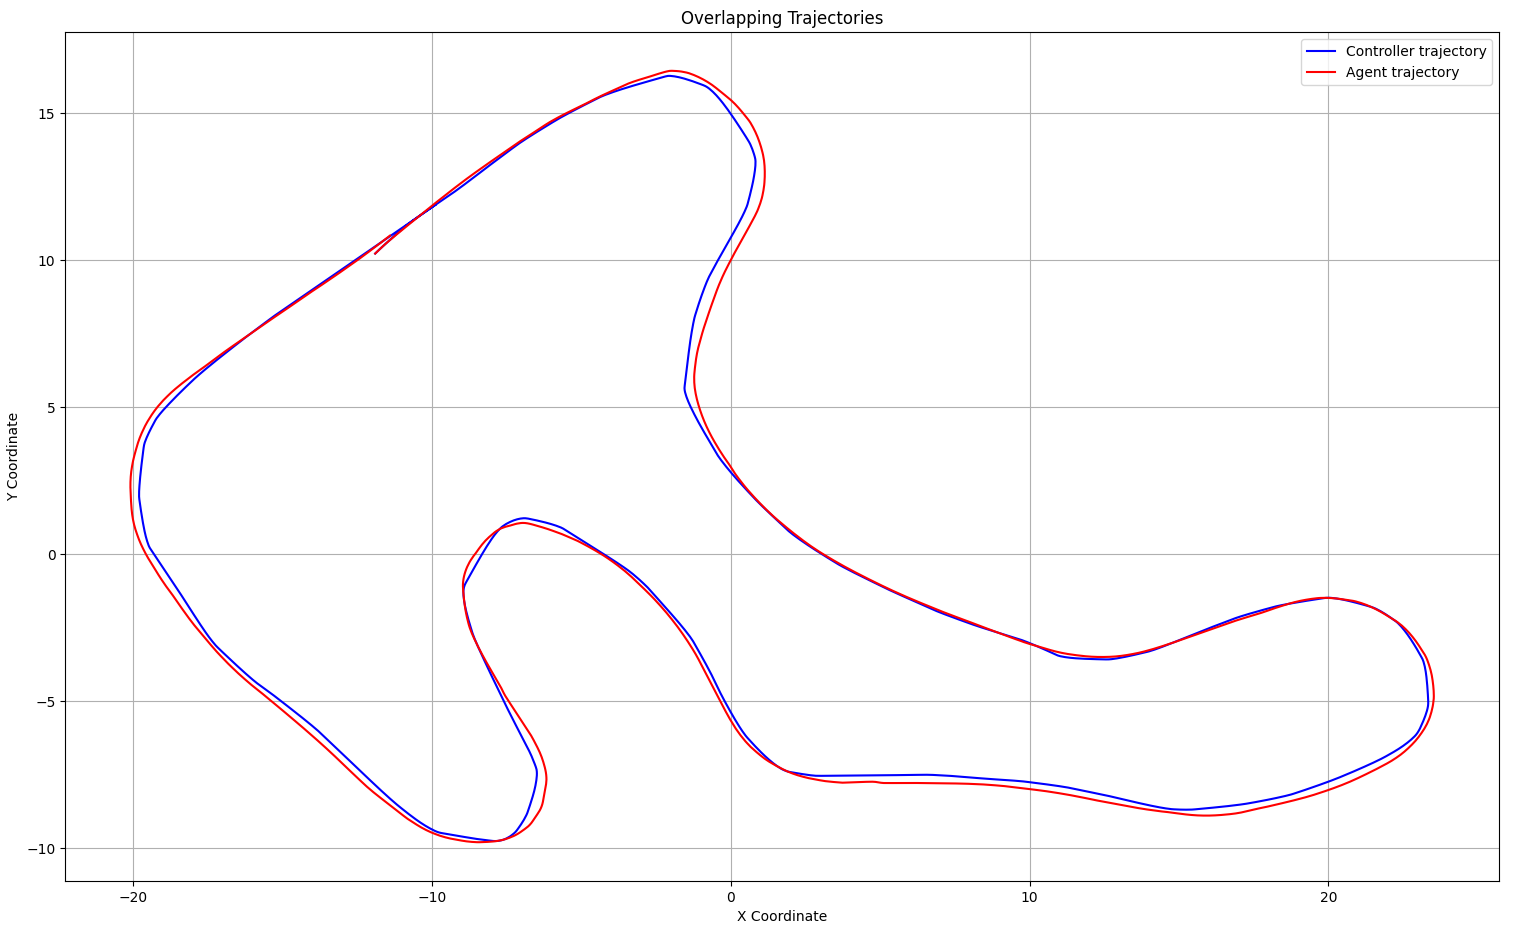 Overlapping Trajectories
Controller trajectory
Agent trajectory
15
10
5
0
−5
−10
Y Coordinate
−20
−10
0
10
20
X Coordinate